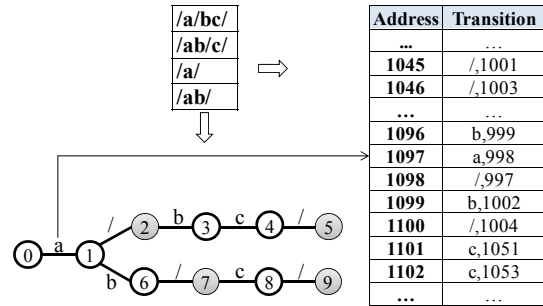 /a/bc/
/ab/c/
/a/
/ab/
Address Transition
... ...
1045 /,1001
1046 /,1003
... ...
1096 b,999
1097 a,998
1098 /,997
1099 b,1002
1100 /,1004
1101 c,1051
1102 c,1053
... ...
/ b c /
2 3 4 5
0 a 1
b / c /
6 7 8 9